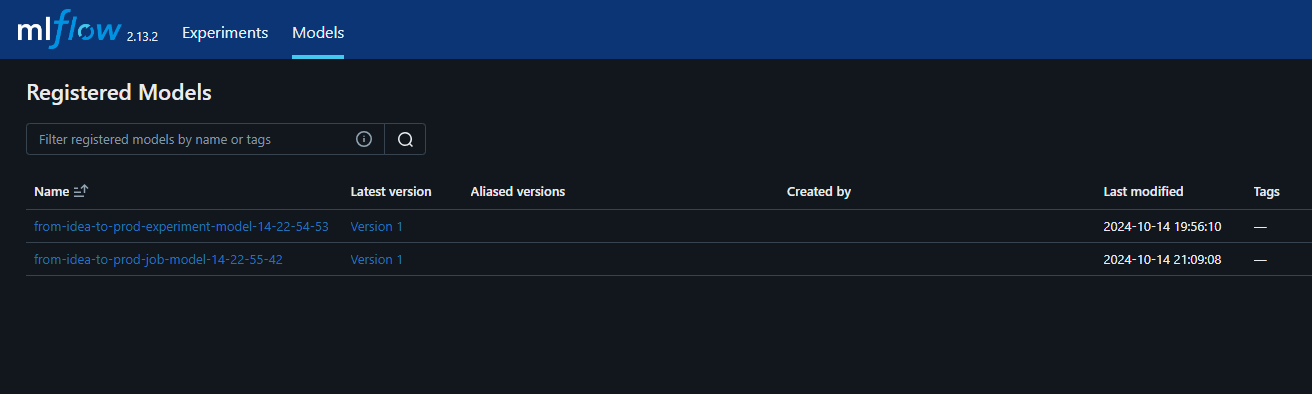 mlflow 2.13.2 Experiments Models
Registered Models
Filter registered models by name or tags
Name Latest version Aliased versions Created by Last modified Tags
from-idea-to-prod-experiment-model-14-22-54-53 Version 1 2024-10-14 19:56:10 —
from-idea-to-prod-job-model-14-22-55-42 Version 1 2024-10-14 21:09:08 —